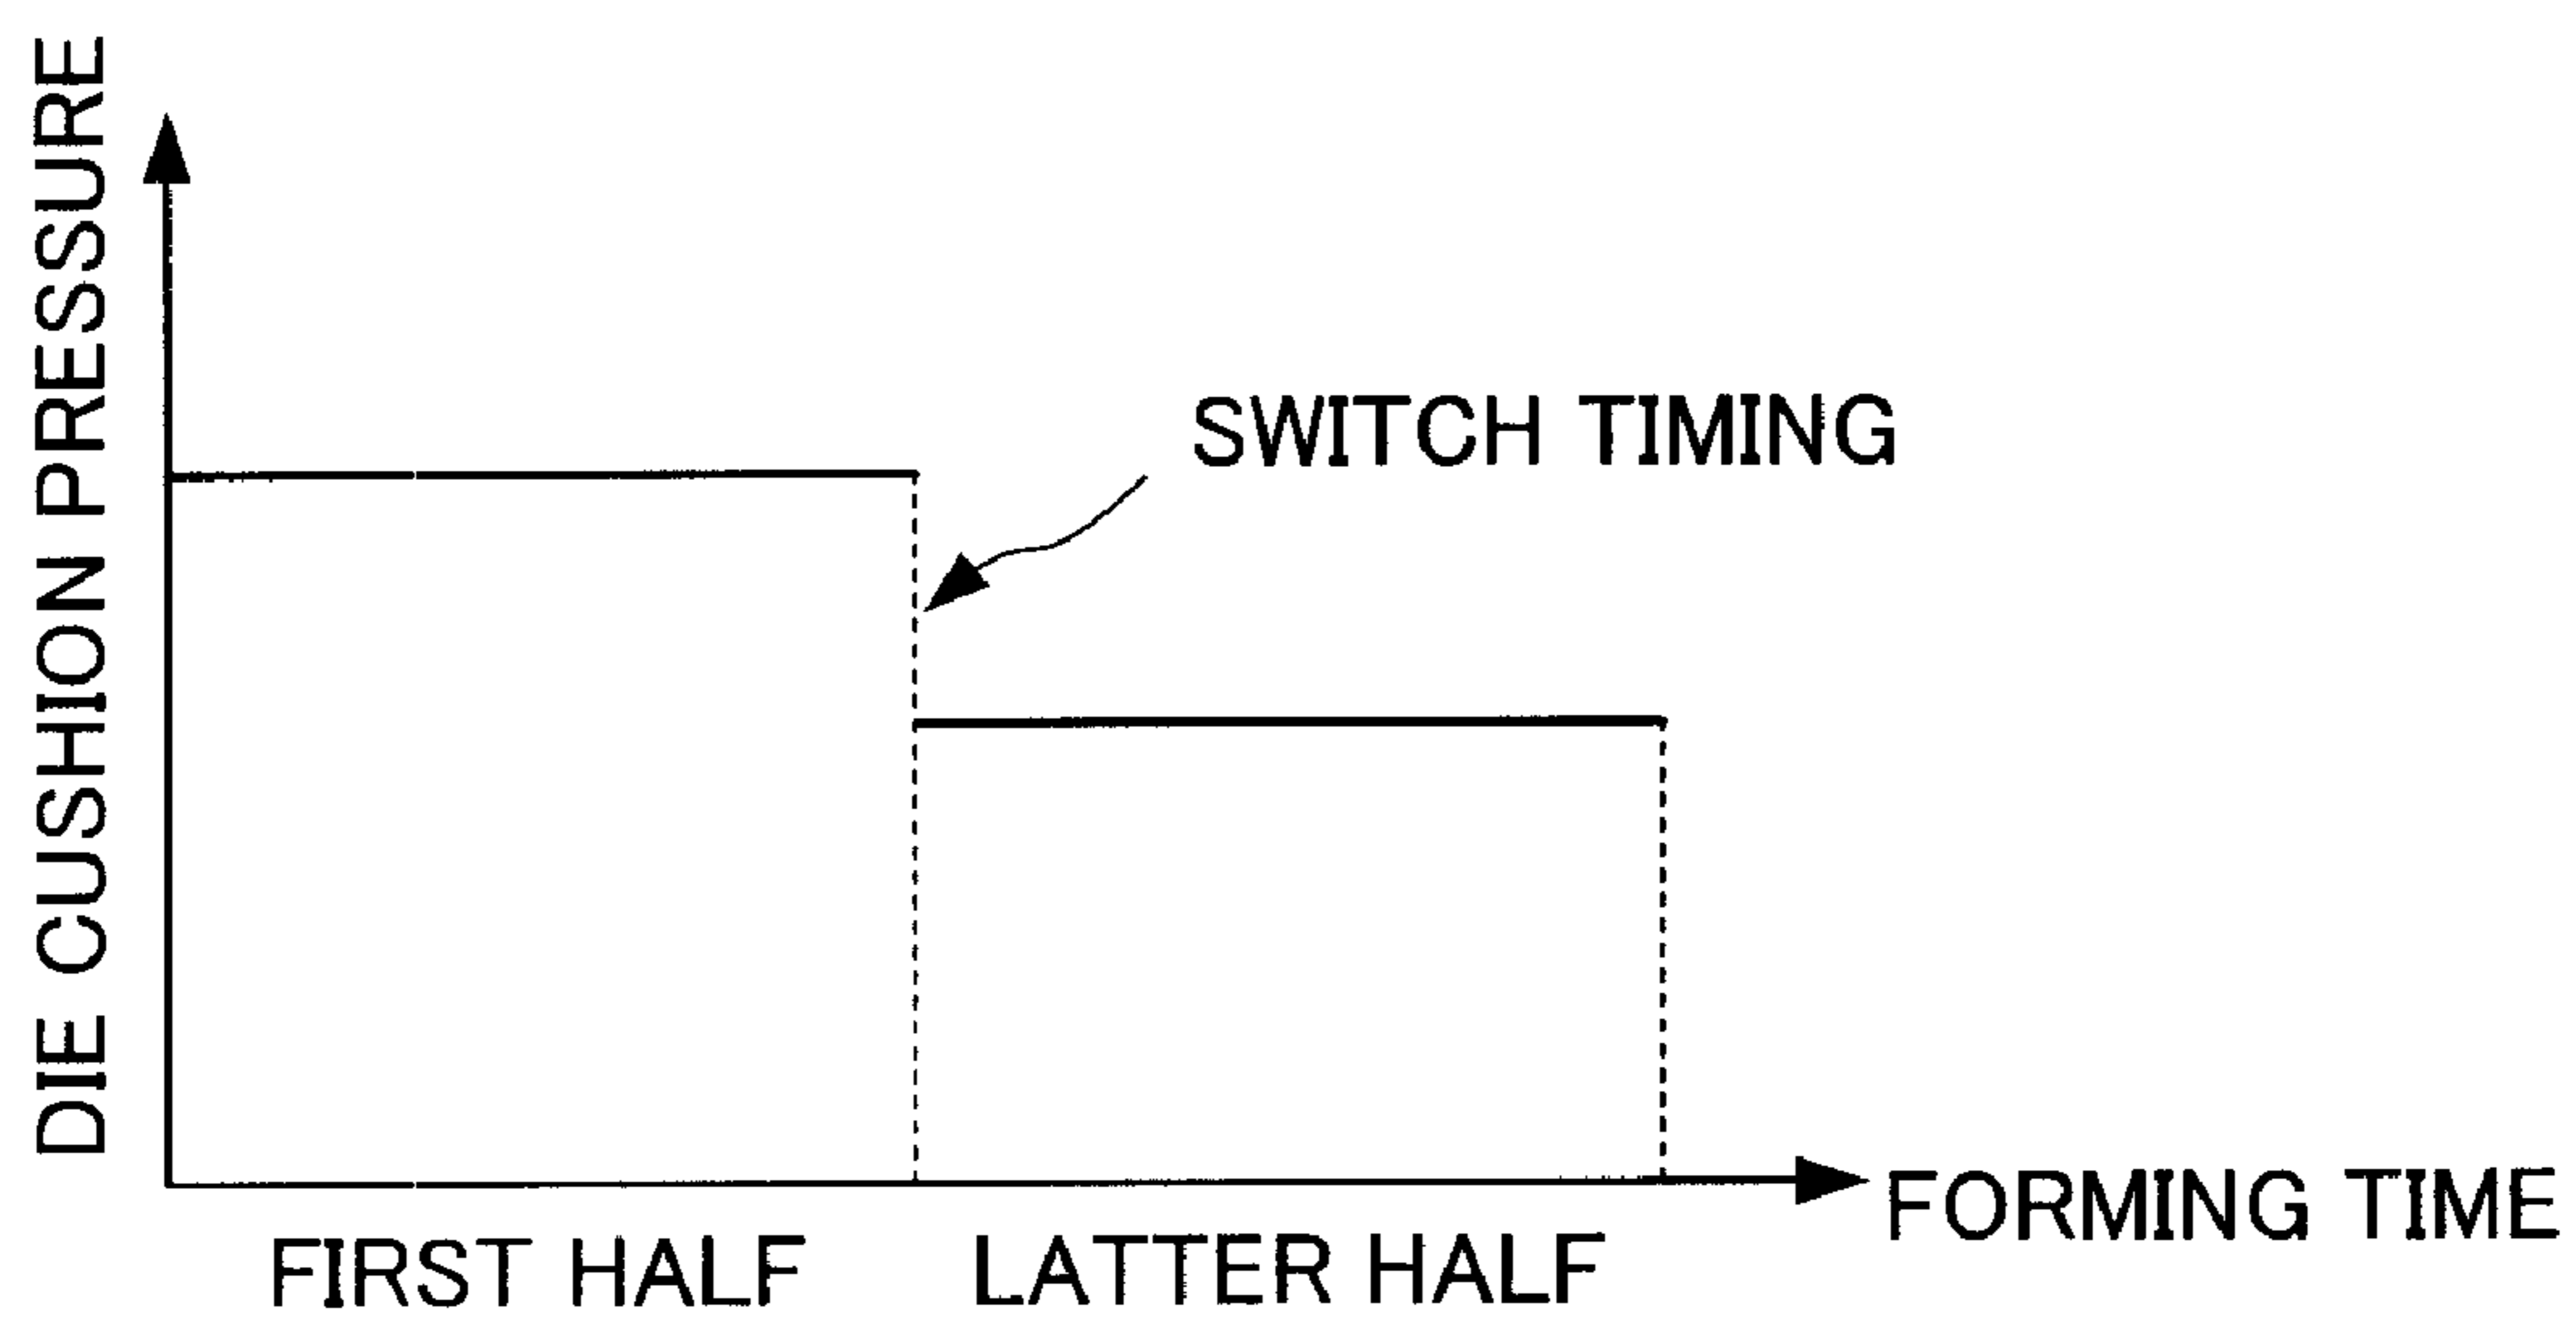 DIE CUSHION PRESSURE
SWITCH TIMING
FORMING TIME
FIRST HALF
LATTER HALF